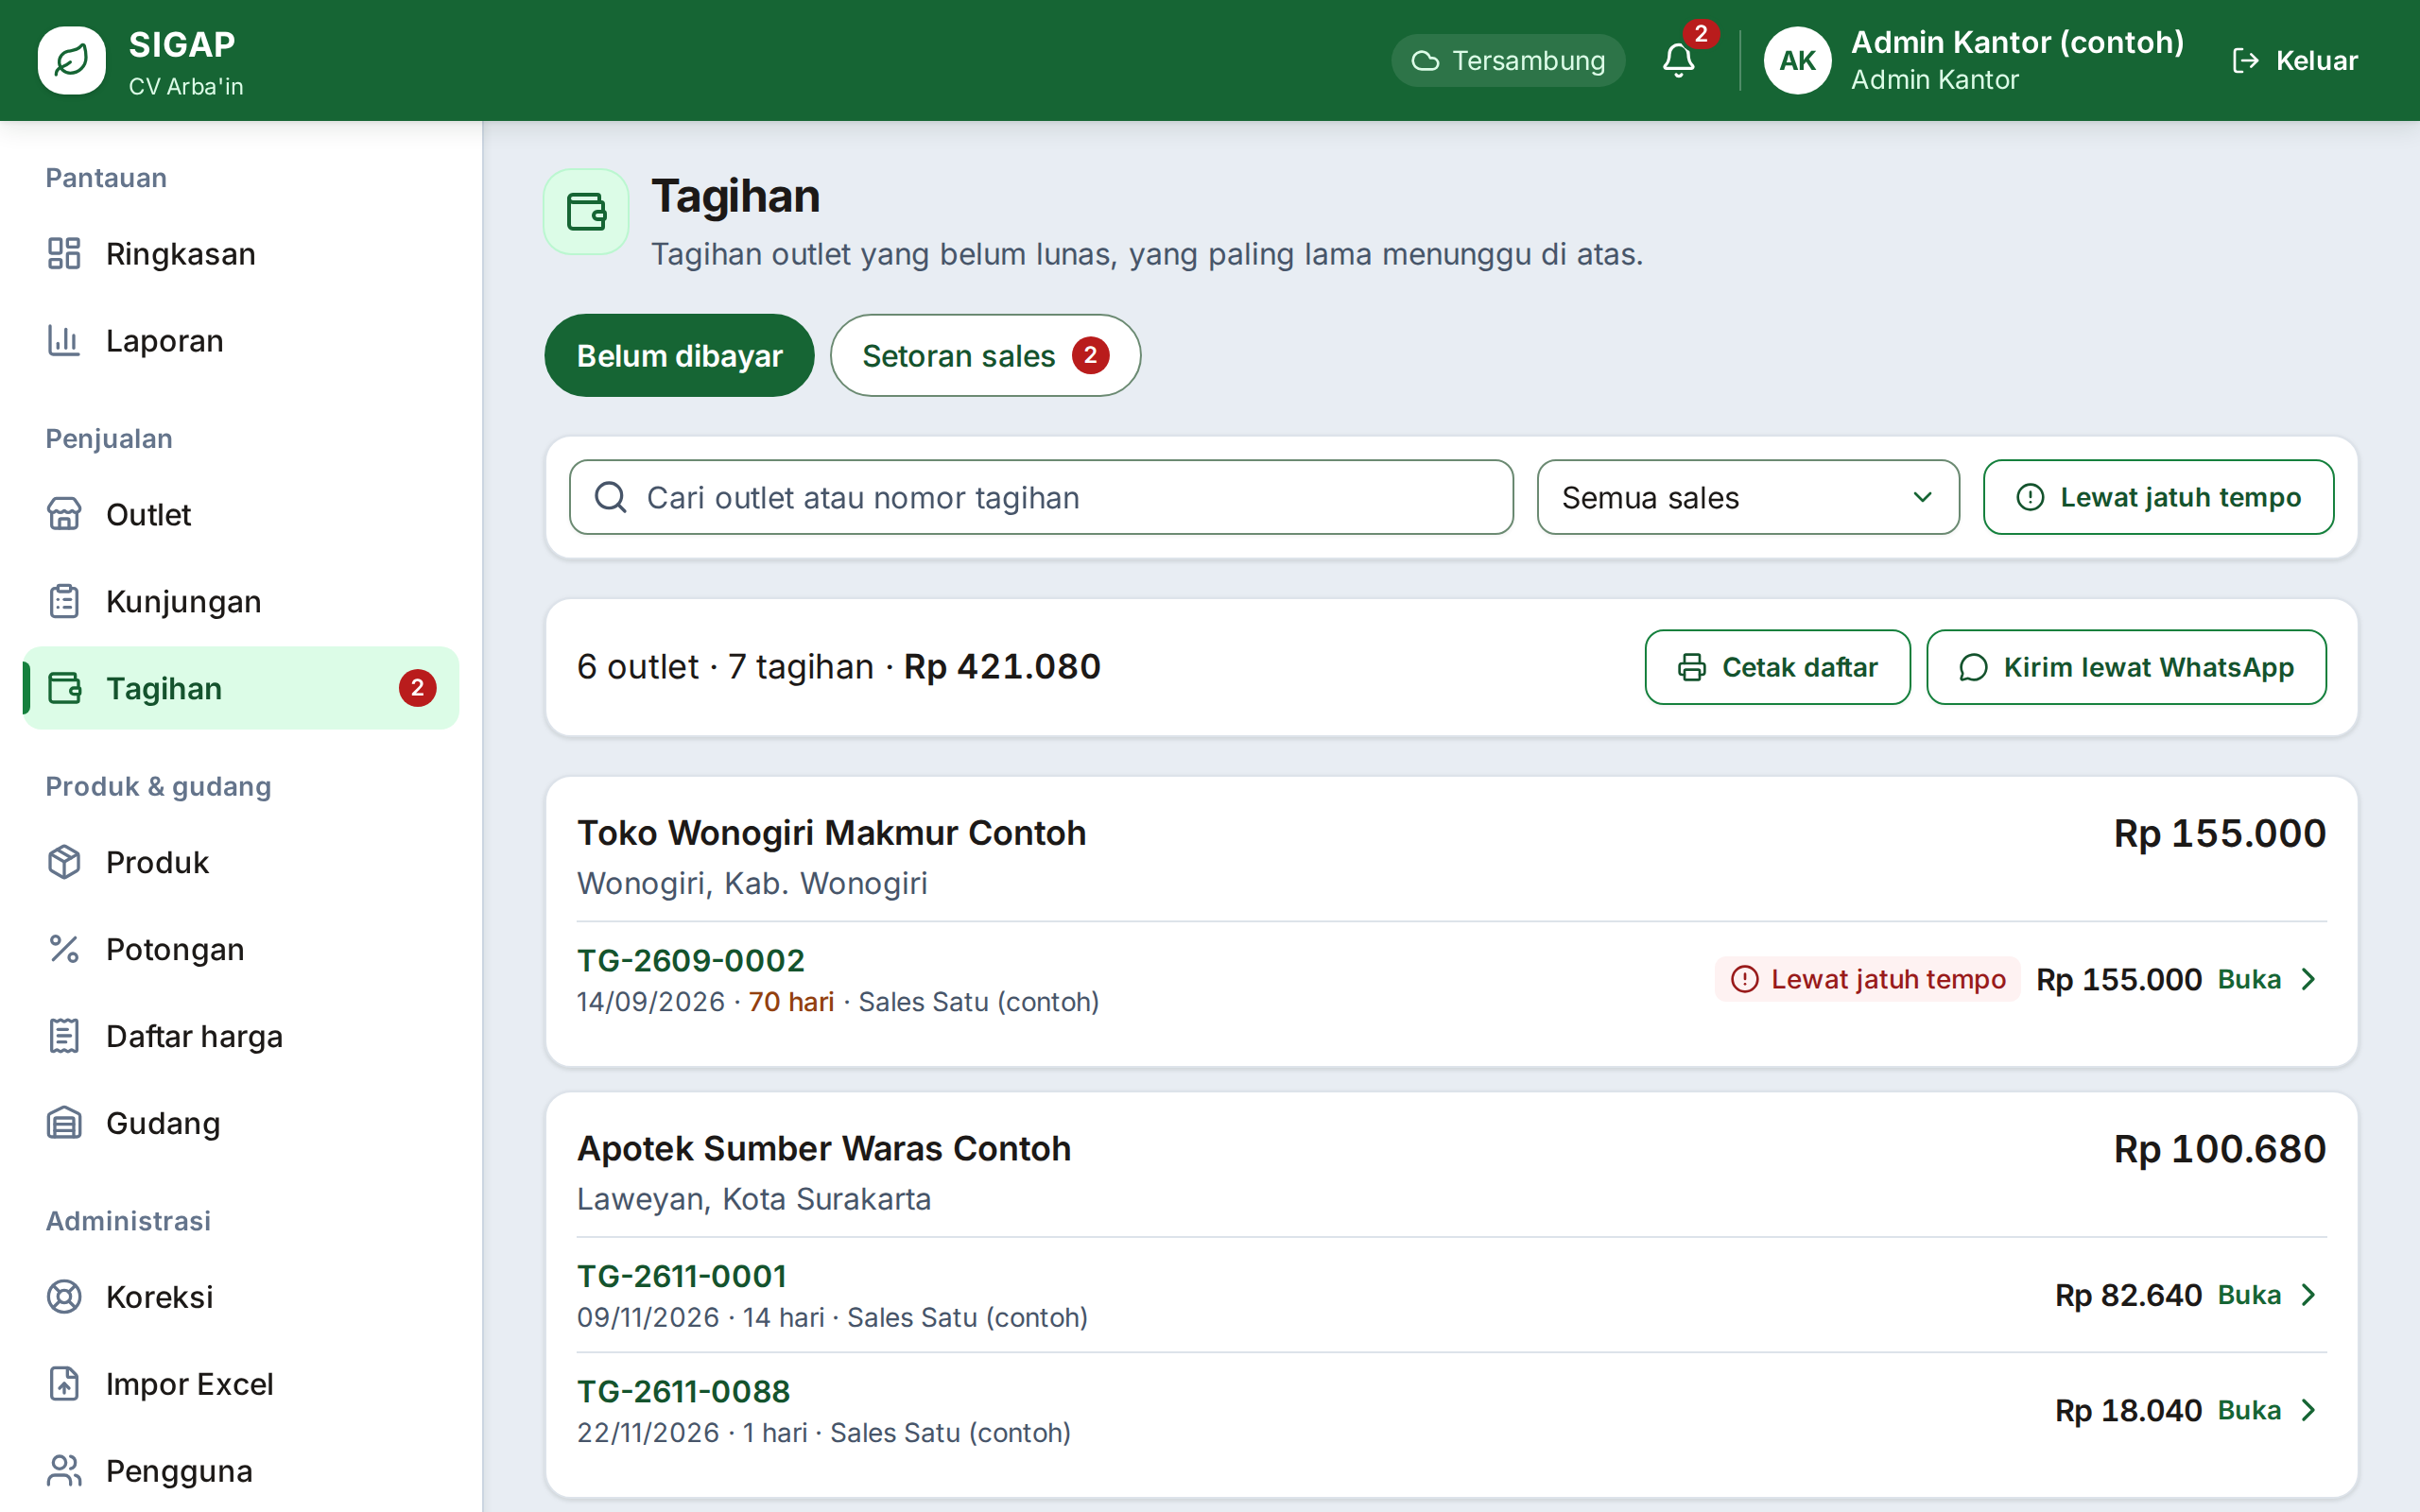 SIGAP
CV Arba'in
Tersambung
2
AK
Admin Kantor (contoh)
Admin Kantor
Keluar
Pantauan
Ringkasan
Laporan
Penjualan
Outlet
Kunjungan
Tagihan 2
Produk & gudang
Produk
Potongan
Daftar harga
Gudang
Administrasi
Koreksi
Impor Excel
Pengguna
Tagihan
Tagihan outlet yang belum lunas, yang paling lama menunggu di atas.
Belum dibayar
Setoran sales 2
Cari outlet atau nomor tagihan
Semua sales
Lewat jatuh tempo
6 outlet · 7 tagihan · Rp 421.080
Cetak daftar
Kirim lewat WhatsApp
Toko Wonogiri Makmur Contoh
Rp 155.000
Wonogiri, Kab. Wonogiri
TG-2609-0002
14/09/2026 · 70 hari · Sales Satu (contoh)
Lewat jatuh tempo Rp 155.000 Buka
Apotek Sumber Waras Contoh
Rp 100.680
Laweyan, Kota Surakarta
TG-2611-0001
09/11/2026 · 14 hari · Sales Satu (contoh)
Rp 82.640 Buka
TG-2611-0088
22/11/2026 · 1 hari · Sales Satu (contoh)
Rp 18.040 Buka